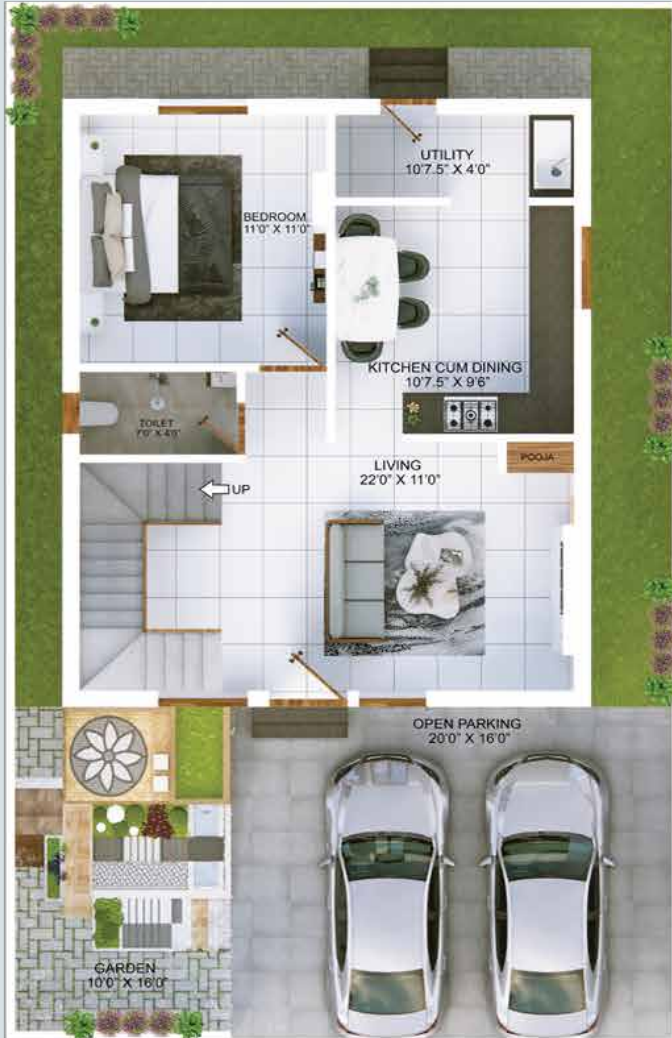 UTILITY
10'7.5" X 4'0"
BEDROOM
11'0" X 11'0"
KITCHEN CUM DINING
10'7.5" X 9'6"
TOILET
7'0" X 4'0"
LIVING
22'0" X 11'0"
POOJA
UP
OPEN PARKING
20'0" X 16'0"
GARDEN
10'0" X 16'0"